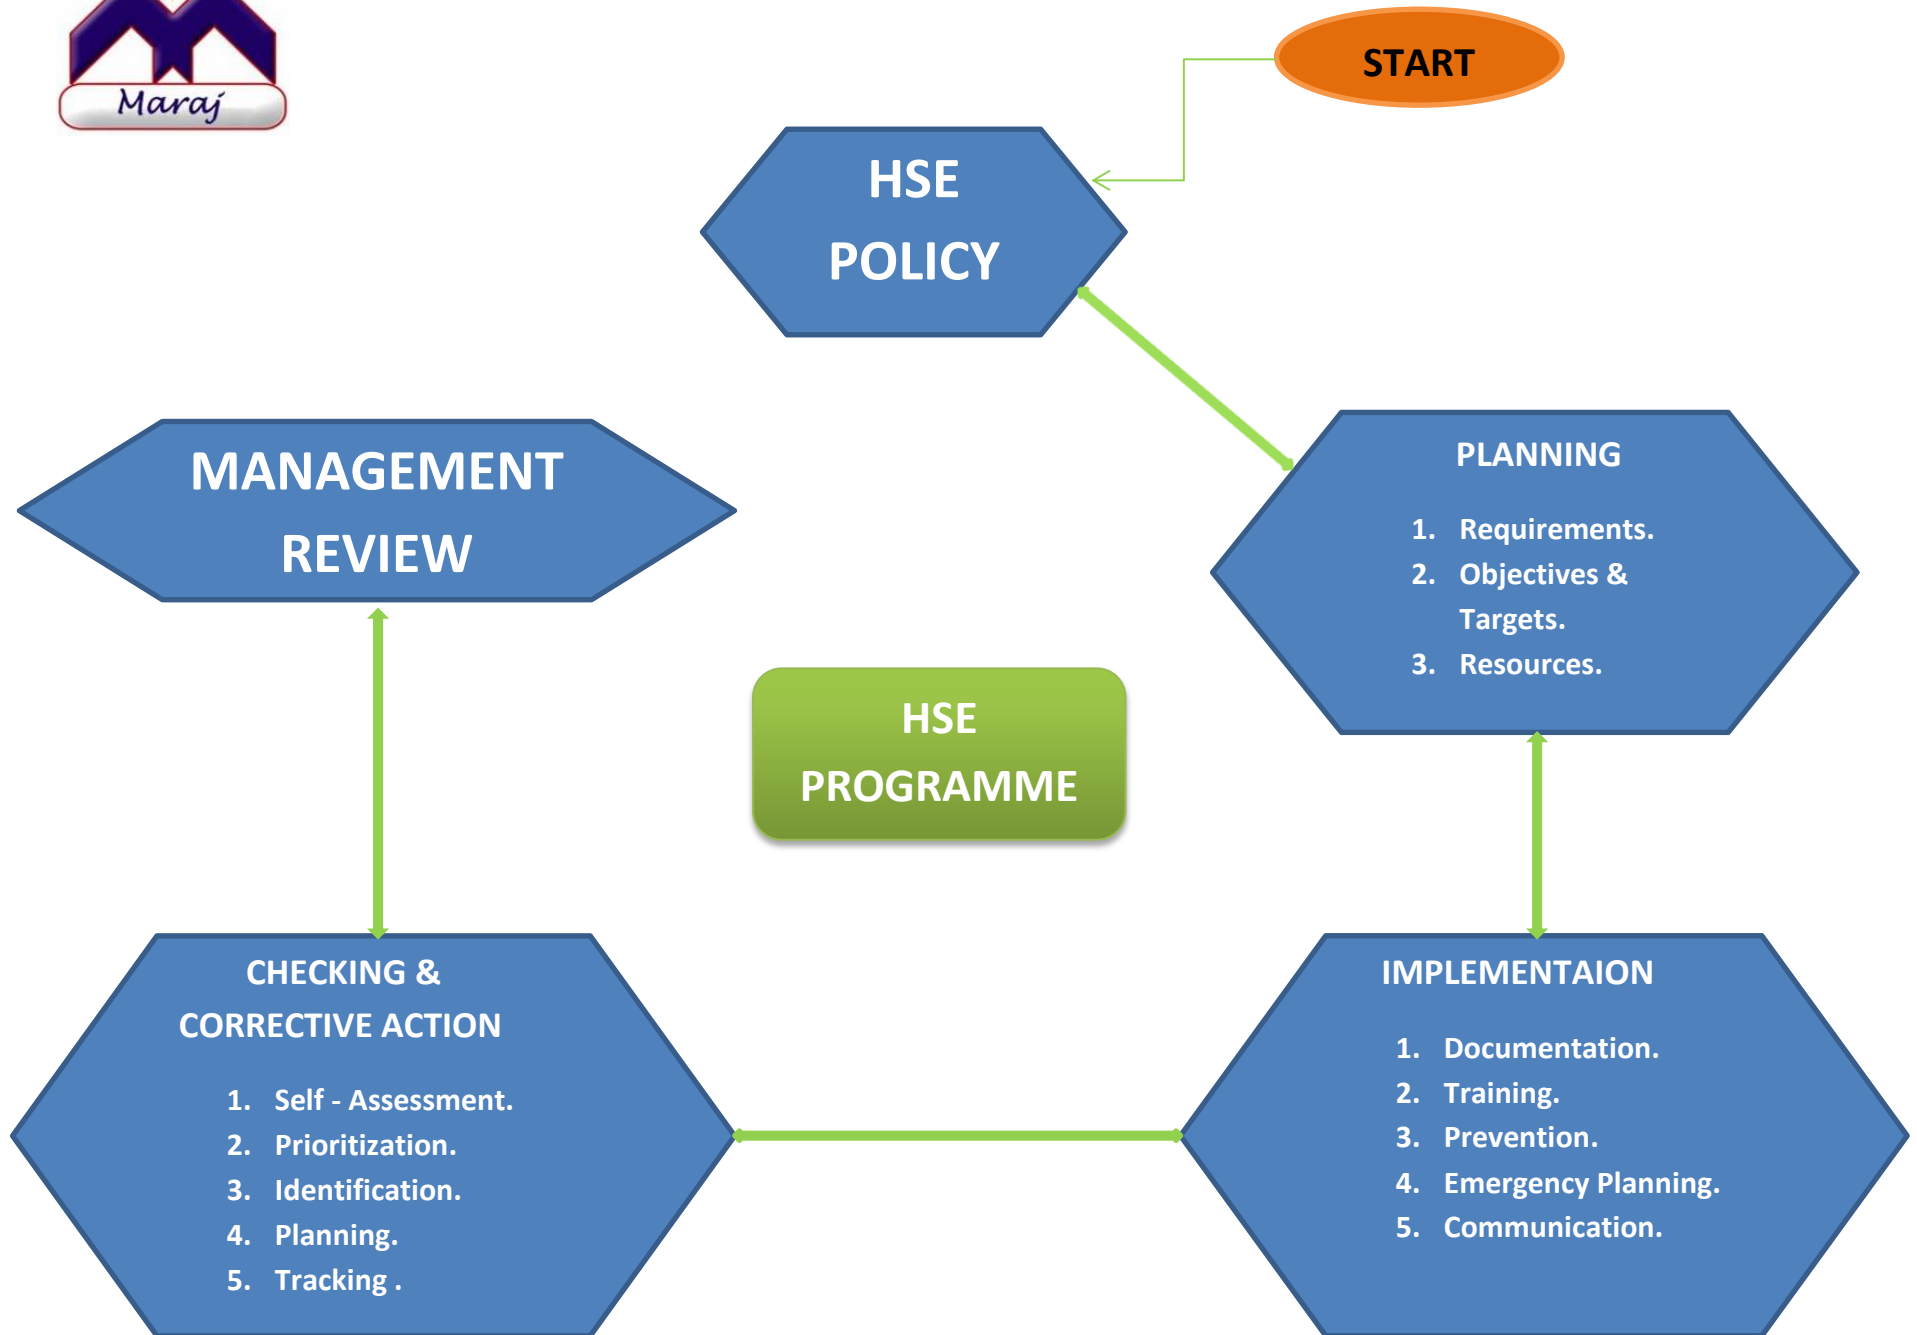 Maraj
START
HSE
POLICY
MANAGEMENT
REVIEW
PLANNING
1. Requirements.
2. Objectives &
Targets.
3. Resources.
HSE
PROGRAMME
CHECKING &
CORRECTIVE ACTION
1. Self - Assessment.
2. Prioritization.
3. Identification.
4. Planning.
5. Tracking .
IMPLEMENTAION
1. Documentation.
2. Training.
3. Prevention.
4. Emergency Planning.
5. Communication.